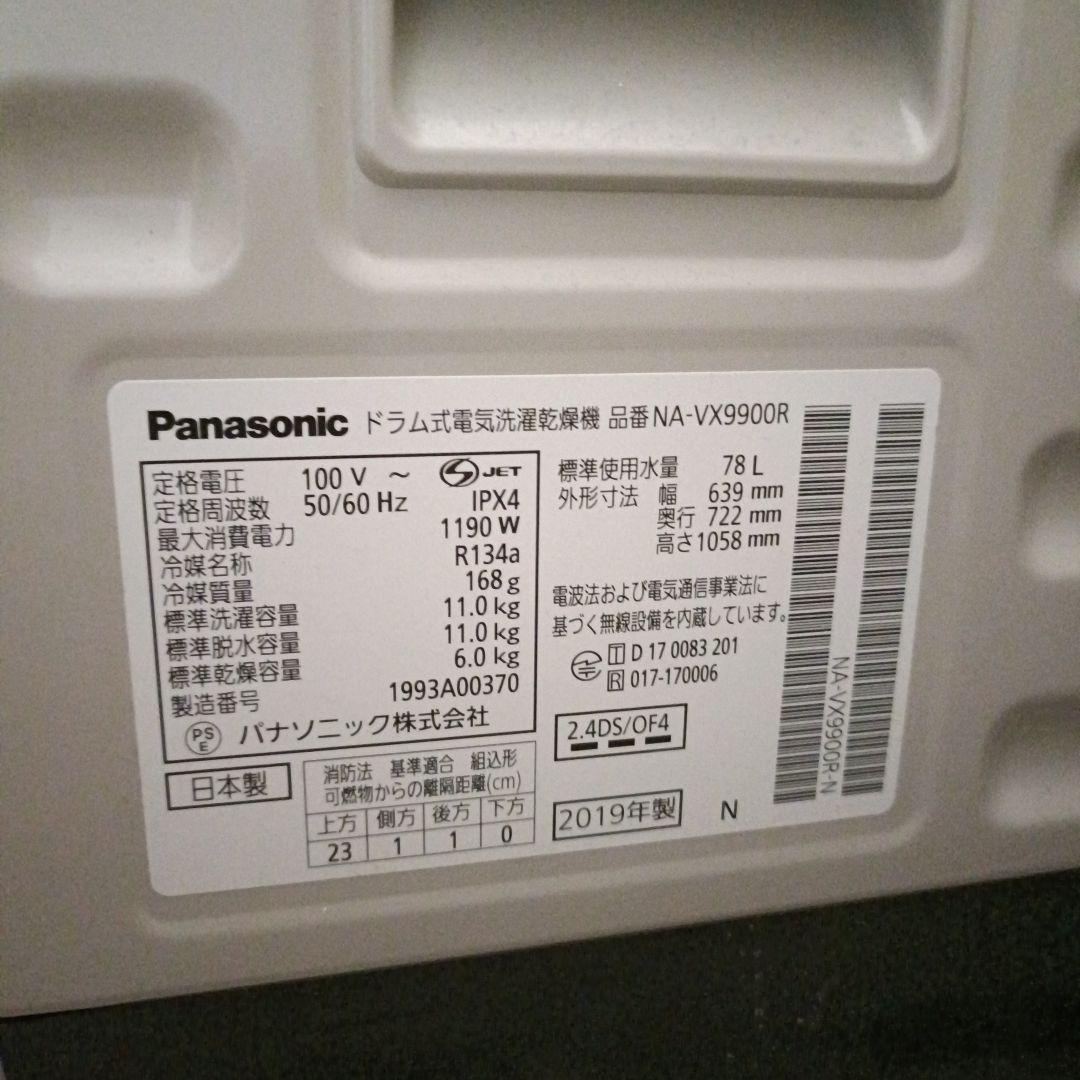 Panasonic ドラム式電気洗濯乾燥機 品番 NA-VX9900R
定格電圧 100 V ～ S JET
定格周波数 50/60 Hz IPX4
最大消費電力 1190 W
冷媒名称 R134a
冷媒質量 168 g
標準洗濯容量 11.0 kg
標準脱水容量 11.0 kg
標準乾燥容量 6.0 kg
製造番号 1993A00370
PS E パナソニック株式会社
日本製
消防法 基準適合 組込形
可燃物からの離隔距離(cm)
上方 側方 後方 下方
23 1 1 0
標準使用水量 78 L
外形寸法 幅 639 mm
奥行 722 mm
高さ 1058 mm
電波法および電気通信事業法に
基づく無線設備を内蔵しています。
T D 17 0083 201
R 017-170006
2.4DS/OF4
2019年製 N
NA-VX9900R-N